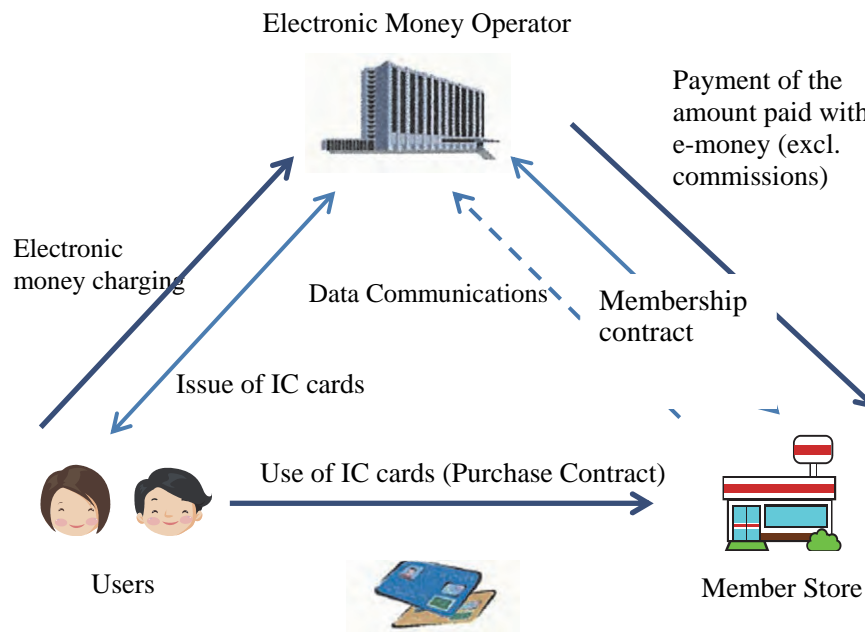 Electronic Money Operator
Payment of the
amount paid with
e-money (excl.
commissions)
Electronic
money charging
Data Communications
Membership
contract
Issue of IC cards
Use of IC cards (Purchase Contract)
Users
Member Store